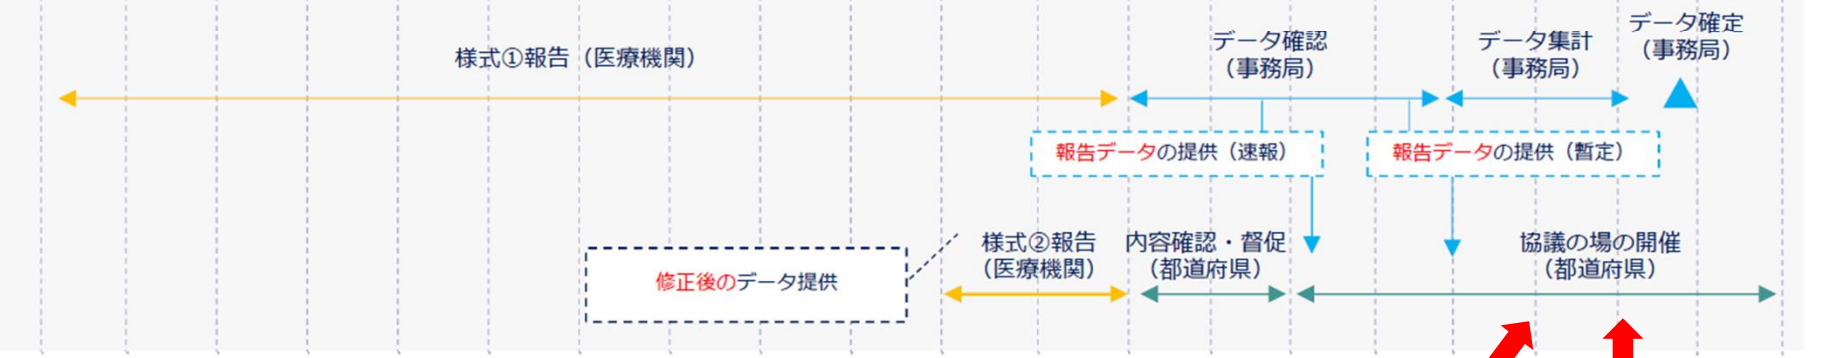 様式①報告（医療機関）
データ確認
（事務局）
データ集計
（事務局）
データ確定
（事務局）
報告データの提供（速報）
報告データの提供（暫定）
修正後のデータ提供
様式②報告
（医療機関）
内容確認・督促
（都道府県）
協議の場の開催
（都道府県）